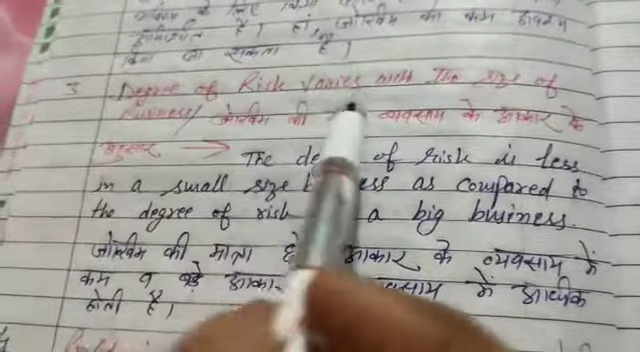 हां, जोखिम को कम अवश्य
किया जा सकता है।
3 Degree of Risk varies with the size of
Business/ जोखिम की व्यवसाय के आकार के
अनुसार →
The de of risk is less
in a small size b ess as compared to
the degree of risk a big business.
जोखिम की मात्रा छो आकार के व्यवसाय में
कम व बड़े आका वसाय में अधिक
होती है।